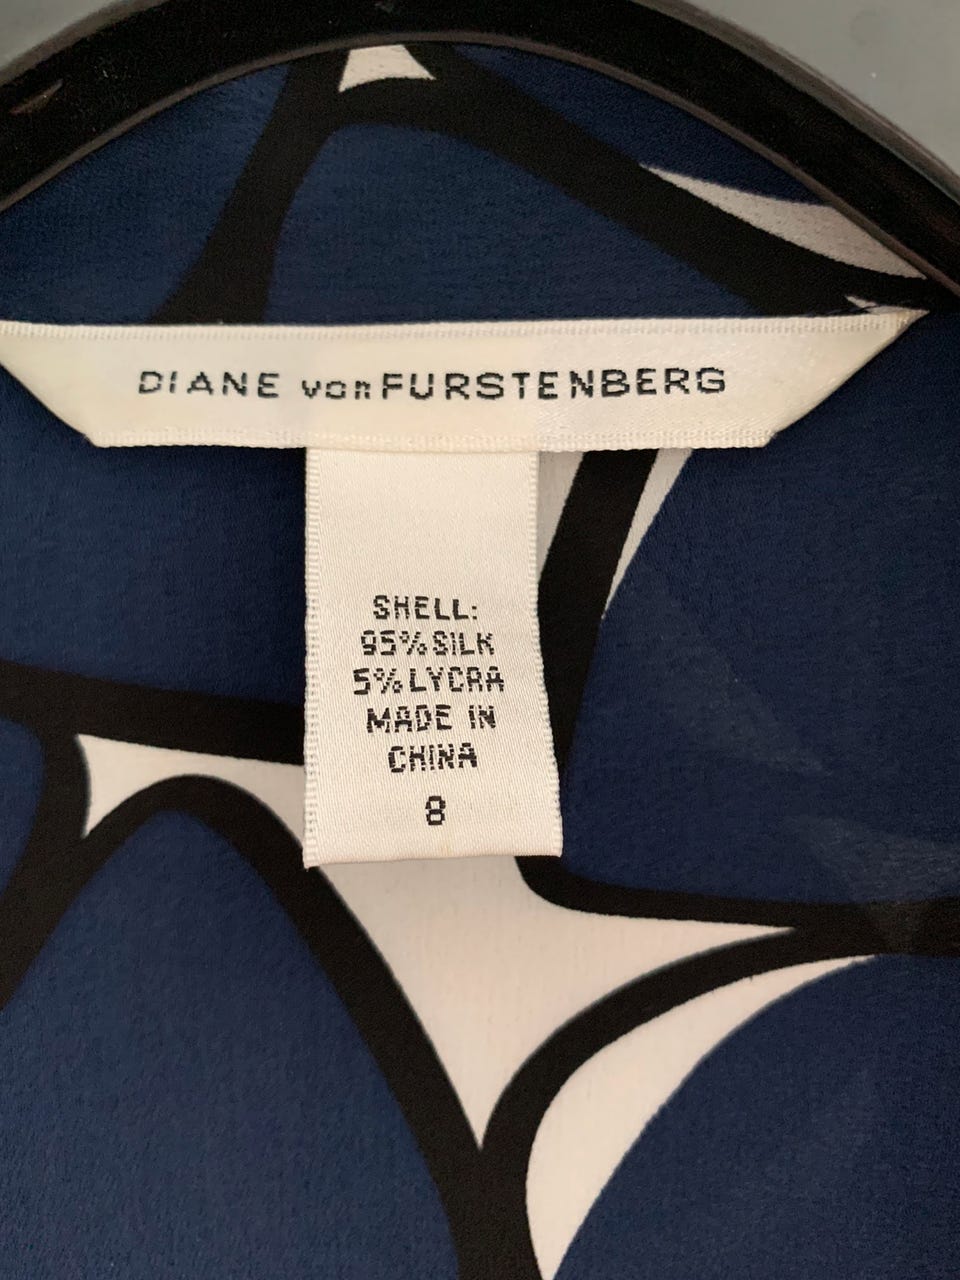 DIANE von FURSTENBERG
SHELL:
95% SILK
5% LYCRA
MADE IN
CHINA
8